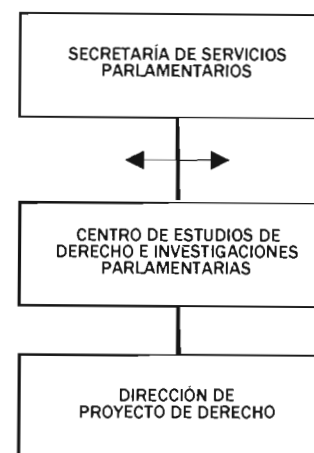 SECRETARÍA DE SERVICIOS
PARLAMENTARIOS
CENTRO DE ESTUDIOS DE
DERECHO E INVESTIGACIONES
PARLAMENTARIAS
DIRECCIÓN DE
PROYECTO DE DERECHO